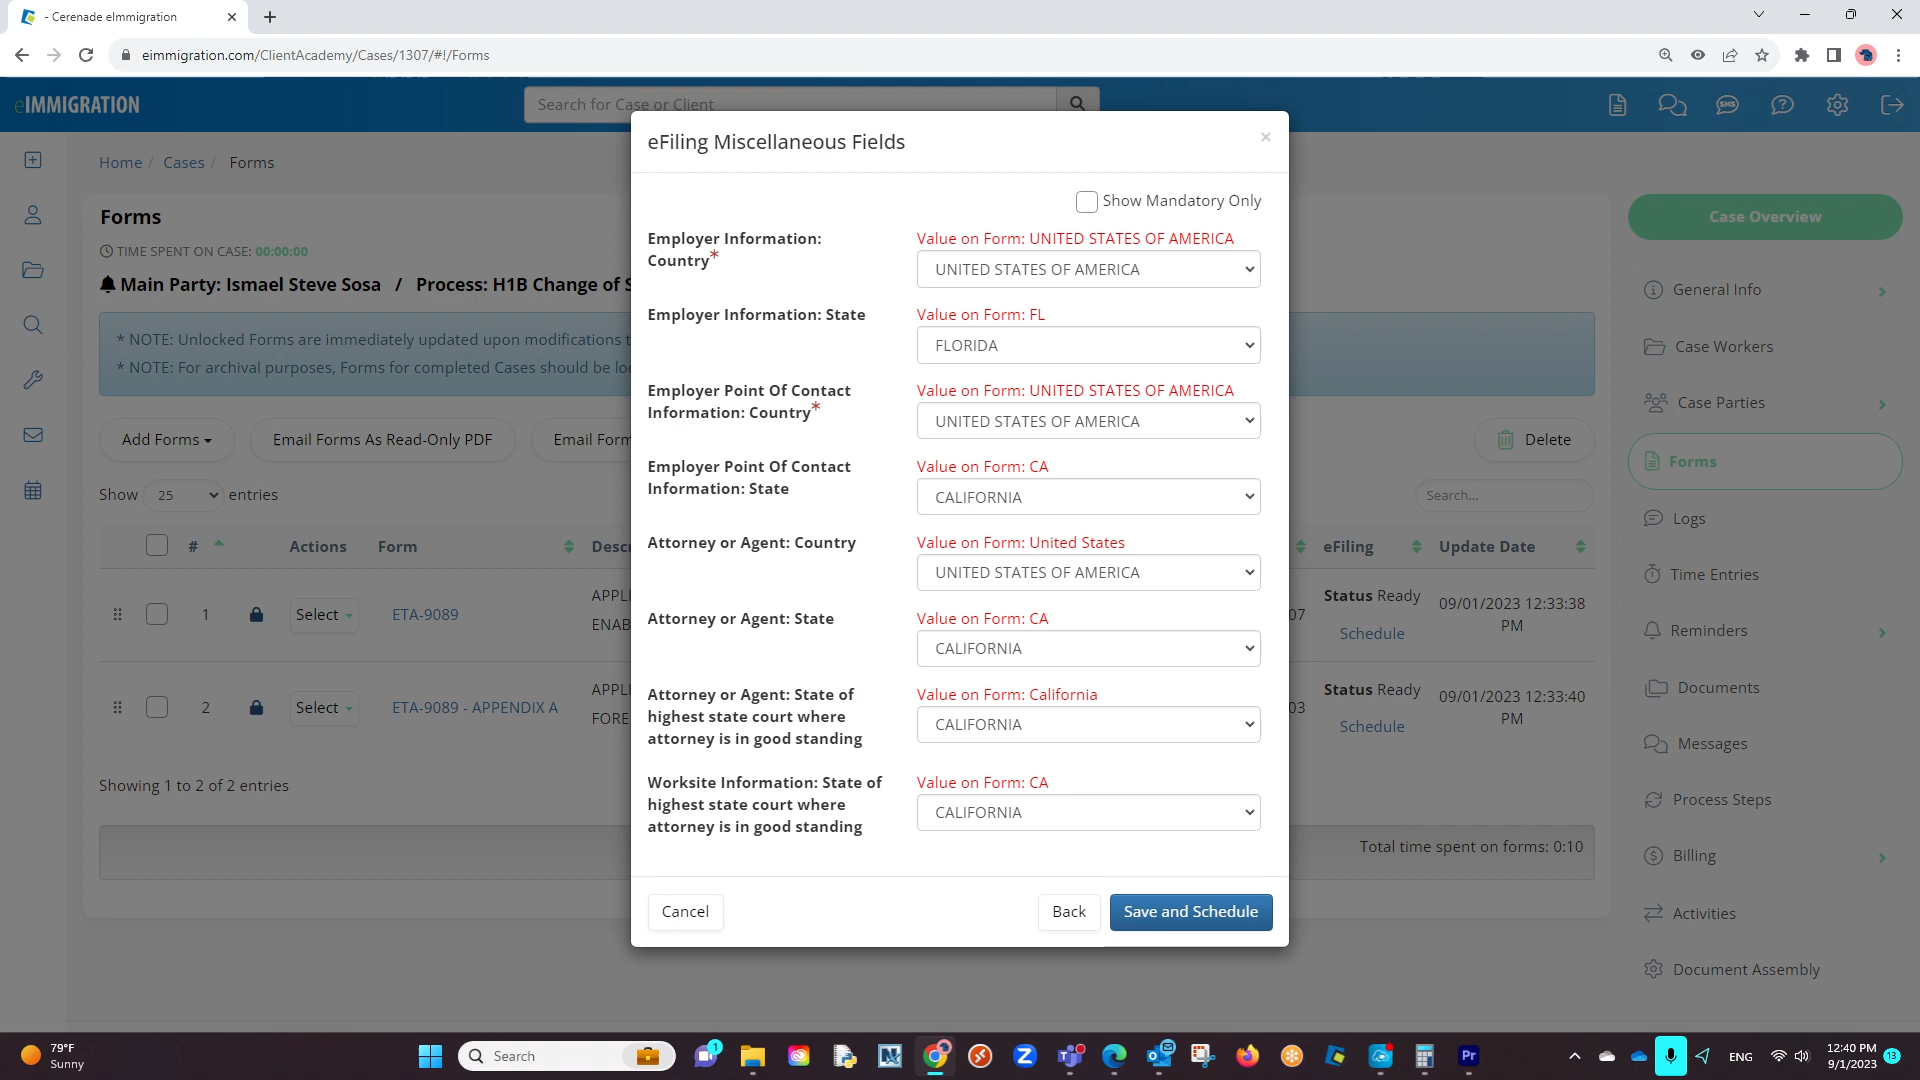 - Cerenade eImmigration
eimmigration.com/ClientAcademy/Cases/1307/#!/Forms
eIMMIGRATION
Search for Case or Client
SMS
Home / Cases / Forms
Forms
TIME SPENT ON CASE: 00:00:00
Main Party: Ismael Steve Sosa / Process: H1B Change of S
* NOTE: Unlocked Forms are immediately updated upon modifications t
* NOTE: For archival purposes, Forms for completed Cases should be lo
Add Forms
Email Forms As Read-Only PDF
Email Form
Delete
Show 25 entries
Search...
# Actions Form Descr eFiling Update Date
1 Select ETA-9089 APPLI
ENAB
07 Status Ready
Schedule
09/01/2023 12:33:38
PM
2 Select ETA-9089 - APPENDIX A APPLI
FORE
03 Status Ready
Schedule
09/01/2023 12:33:40
PM
Showing 1 to 2 of 2 entries
Total time spent on forms: 0:10
eFiling Miscellaneous Fields
×
Show Mandatory Only
Employer Information:
Country*
Value on Form: UNITED STATES OF AMERICA
UNITED STATES OF AMERICA
Employer Information: State
Value on Form: FL
FLORIDA
Employer Point Of Contact
Information: Country*
Value on Form: UNITED STATES OF AMERICA
UNITED STATES OF AMERICA
Employer Point Of Contact
Information: State
Value on Form: CA
CALIFORNIA
Attorney or Agent: Country
Value on Form: United States
UNITED STATES OF AMERICA
Attorney or Agent: State
Value on Form: CA
CALIFORNIA
Attorney or Agent: State of
highest state court where
attorney is in good standing
Value on Form: California
CALIFORNIA
Worksite Information: State of
highest state court where
attorney is in good standing
Value on Form: CA
CALIFORNIA
Cancel
Back
Save and Schedule
Case Overview
General Info
Case Workers
Case Parties
Forms
Logs
Time Entries
Reminders
Documents
Messages
Process Steps
Billing
Activities
Document Assembly
79°F
Sunny
Search
1
Z
Pr
ENG
12:40 PM
9/1/2023
13